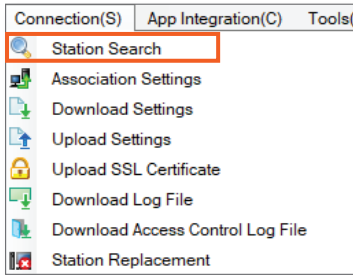 Connection(S) App Integration(C) Tools(
Station Search
Association Settings
Download Settings
Upload Settings
Upload SSL Certificate
Download Log File
Download Access Control Log File
Station Replacement